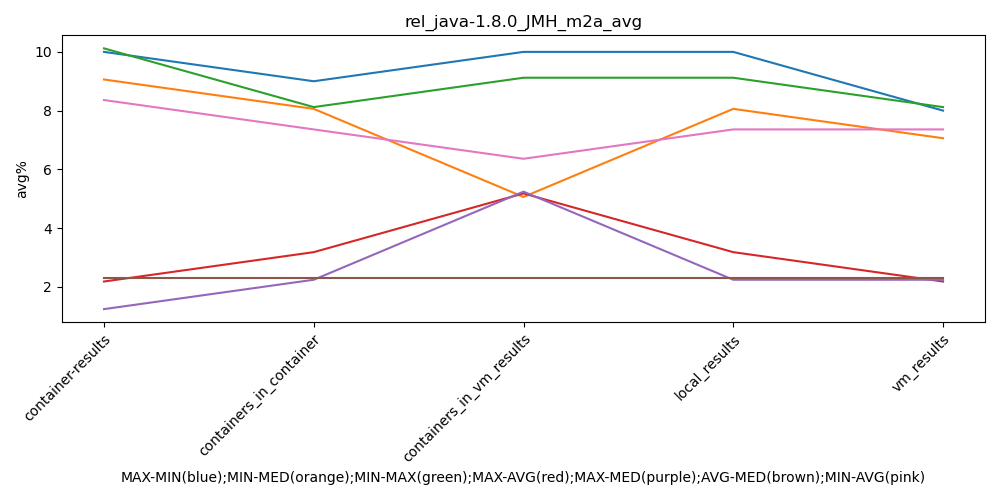 rel_java-1.8.0_JMH_m2a_avg
avg%
10
8
6
4
2
container-results
containers_in_container
containers_in_vm_results
local_results
vm_results
MAX-MIN(blue);MIN-MED(orange);MIN-MAX(green);MAX-AVG(red);MAX-MED(purple);AVG-MED(brown);MIN-AVG(pink)